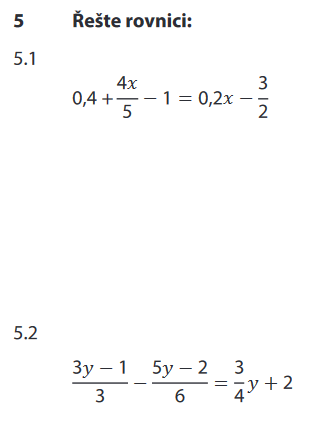 5 Řešte rovnici:
5.1
0,4 + 4x/5 − 1 = 0,2x − 3/2
5.2
(3y − 1)/3 − (5y − 2)/6 = 3/4 y + 2